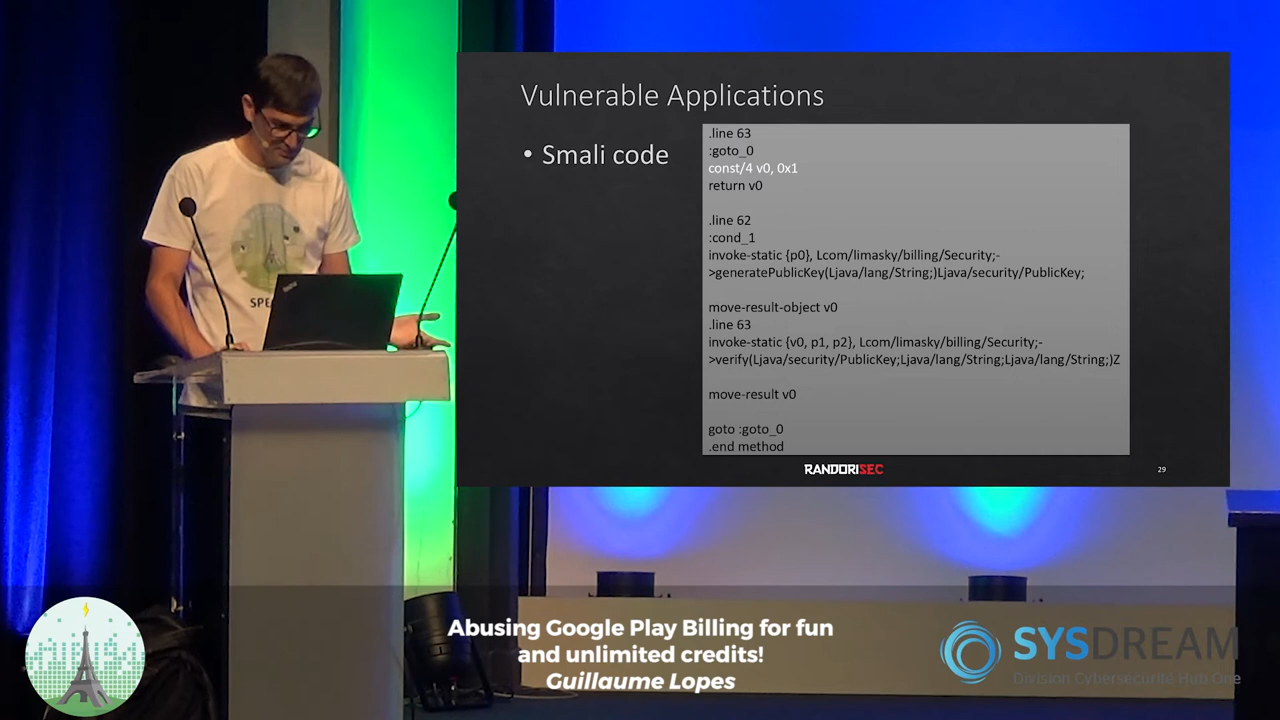 Vulnerable Applications
• Smali code
.line 63
:goto_0
const/4 v0, 0x1
return v0
.line 62
:cond_1
invoke-static {p0}, Lcom/limasky/billing/Security;-
>generatePublicKey(Ljava/lang/String;)Ljava/security/PublicKey;
move-result-object v0
.line 63
invoke-static {v0, p1, p2}, Lcom/limasky/billing/Security;-
>verify(Ljava/security/PublicKey;Ljava/lang/String;Ljava/lang/String;)Z
move-result v0
goto :goto_0
.end method
RANDORISEC
29
Abusing Google Play Billing for fun
and unlimited credits!
Guillaume Lopes
SYSDREAM
Division Cybersécurité Hub One